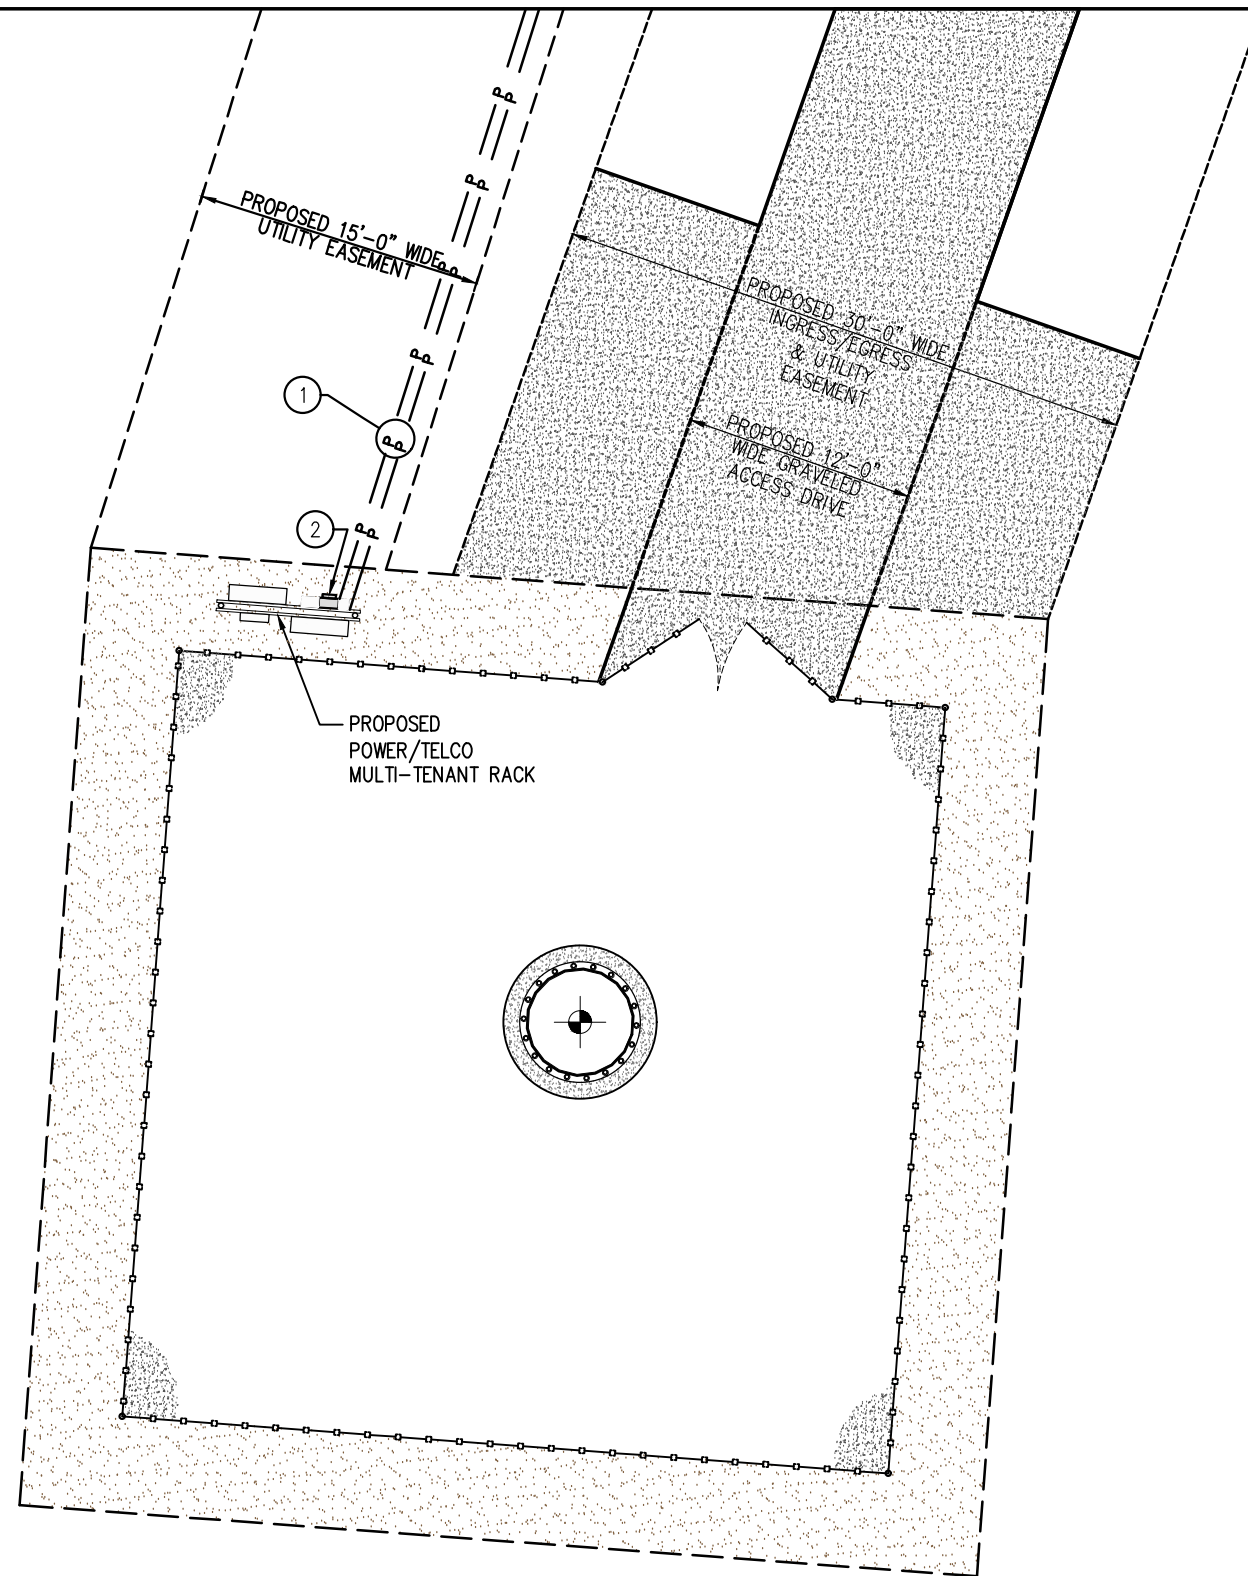 PROPOSED 15'-0" WIDE
UTILITY EASEMENT
P
P
P
P
P
P
P
P
P
P
P
P
PROPOSED 30'-0" WIDE
INGRESS/EGRESS
& UTILITY
EASEMENT
PROPOSED 12'-0"
WIDE GRAVELED
ACCESS DRIVE
1
2
PROPOSED
POWER/TELCO
MULTI-TENANT RACK